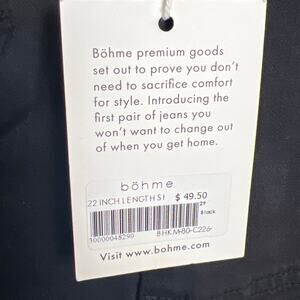 Böhme premium goods
set out to prove you don't
need to sacrifice comfort
for style. Introducing the
first pair of jeans you
won't want to change out
of when you get home.
böhme
22 INCH LENGTH SI $ 49.50
29
Black
10000048290 BHKM-80-C226-
Visit www.bohme.com